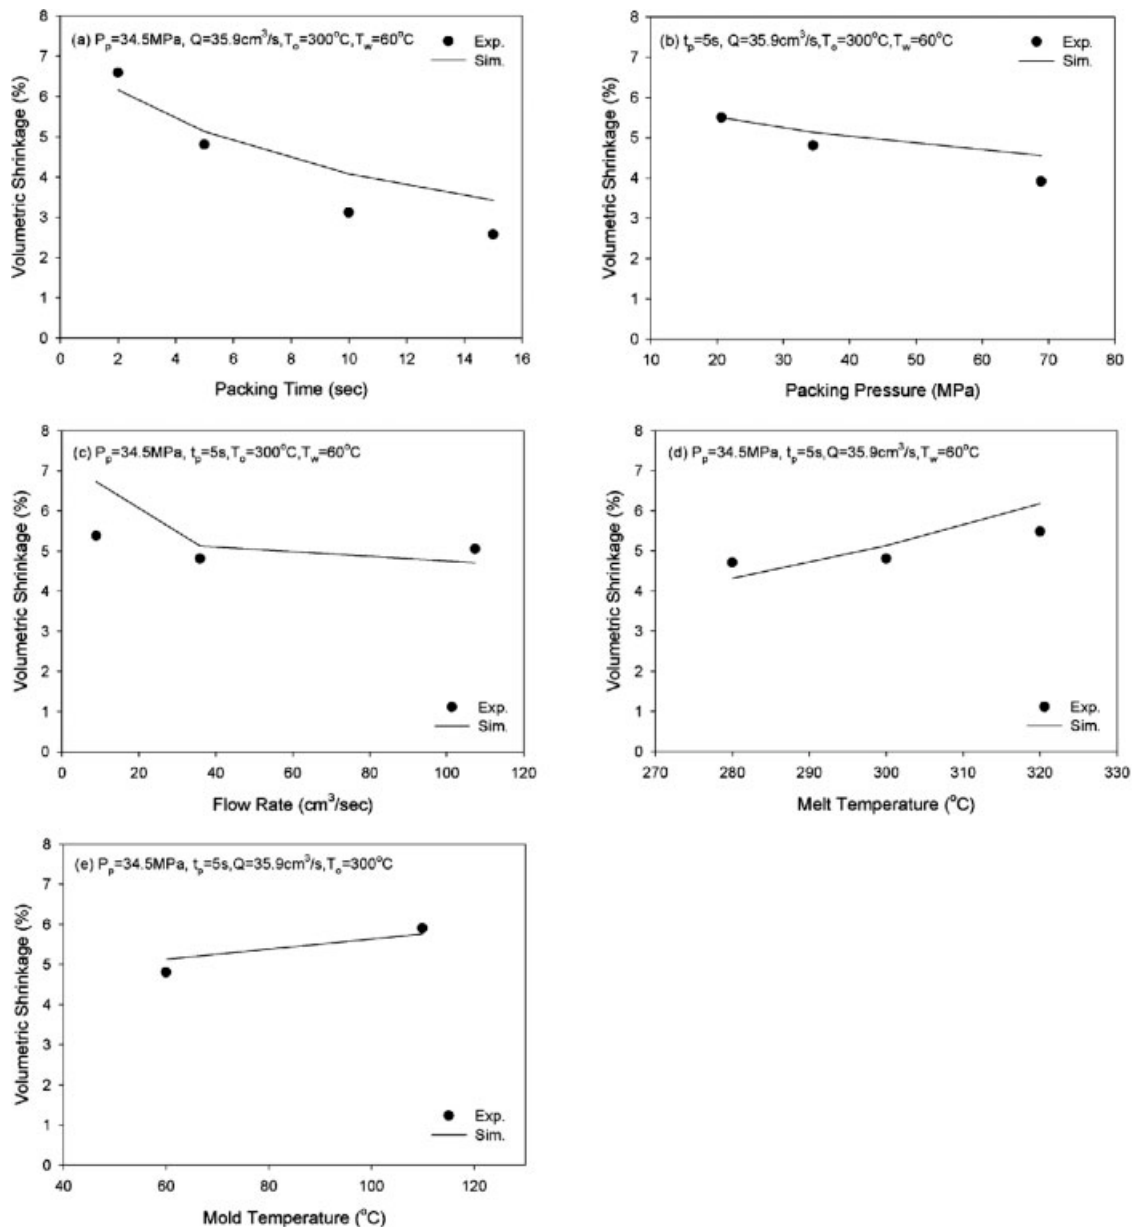 (a) Pₚ=34.5MPa, Q=35.9cm³/s,Tₒ=300°C,T_w=60°C
Exp.
Sim.
Volumetric Shrinkage (%)
8
7
6
5
4
3
2
1
0
0 2 4 6 8 10 12 14 16
Packing Time (sec)
(b) tₚ=5s, Q=35.9cm³/s,Tₒ=300°C,T_w=60°C
Exp.
Sim.
Volumetric Shrinkage (%)
8
7
6
5
4
3
2
1
0
10 20 30 40 50 60 70 80
Packing Pressure (MPa)
(c) Pₚ=34.5MPa, tₚ=5s,Tₒ=300°C,T_w=60°C
Volumetric Shrinkage (%)
8
7
6
5
4
3
2
1
0
Exp.
Sim.
0 20 40 60 80 100 120
Flow Rate (cm³/sec)
(d) Pₚ=34.5MPa, tₚ=5s,Q=35.9cm³/s,T_w=60°C
Volumetric Shrinkage (%)
8
7
6
5
4
3
2
1
0
Exp.
Sim.
270 280 290 300 310 320 330
Melt Temperature (°C)
(e) Pₚ=34.5MPa, tₚ=5s,Q=35.9cm³/s,Tₒ=300°C
Volumetric Shrinkage (%)
8
7
6
5
4
3
2
1
0
Exp.
Sim.
40 60 80 100 120
Mold Temperature (°C)